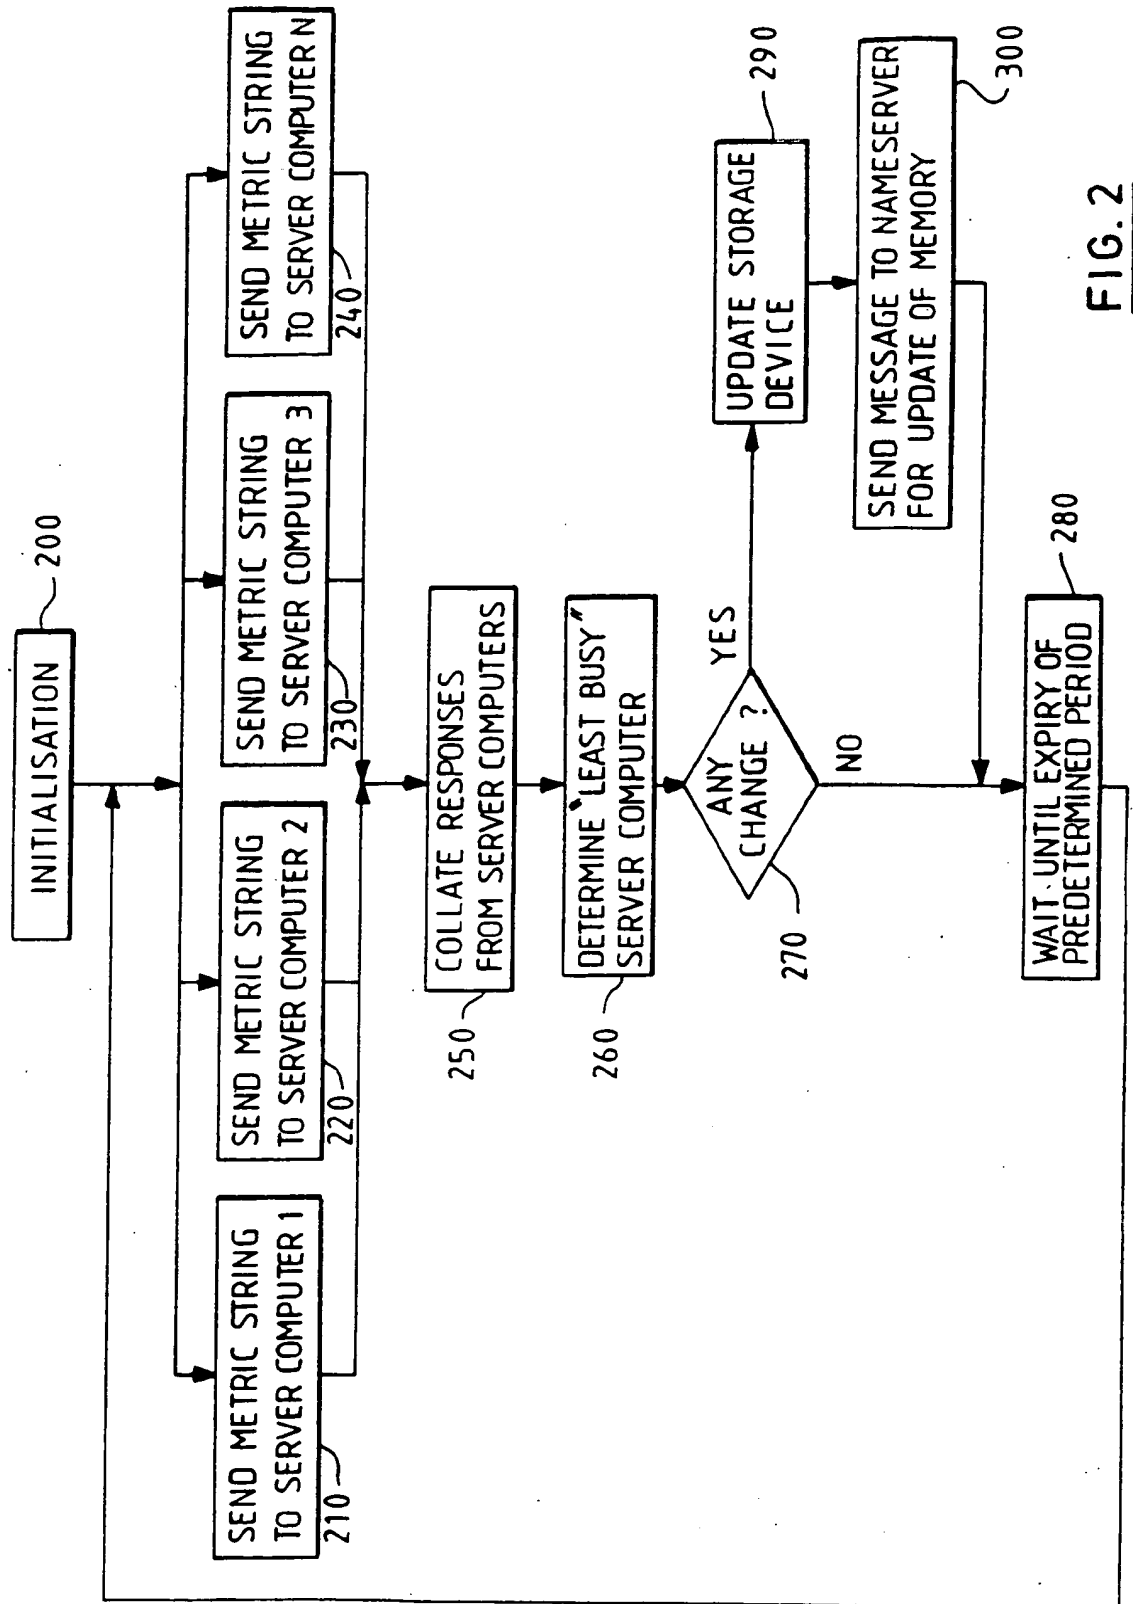 INITIALISATION
200
SEND METRIC STRING
TO SERVER COMPUTER 1
210
SEND METRIC STRING
TO SERVER COMPUTER 2
220
SEND METRIC STRING
TO SERVER COMPUTER 3
230
SEND METRIC STRING
TO SERVER COMPUTER N
240
COLLATE RESPONSES
FROM SERVER COMPUTERS
250
DETERMINE "LEAST BUSY"
SERVER COMPUTER
260
ANY
CHANGE ?
270
YES
NO
UPDATE STORAGE
DEVICE
290
SEND MESSAGE TO NAMESERVER
FOR UPDATE OF MEMORY
300
WAIT UNTIL EXPIRY OF
PREDETERMINED PERIOD
280
FIG. 2